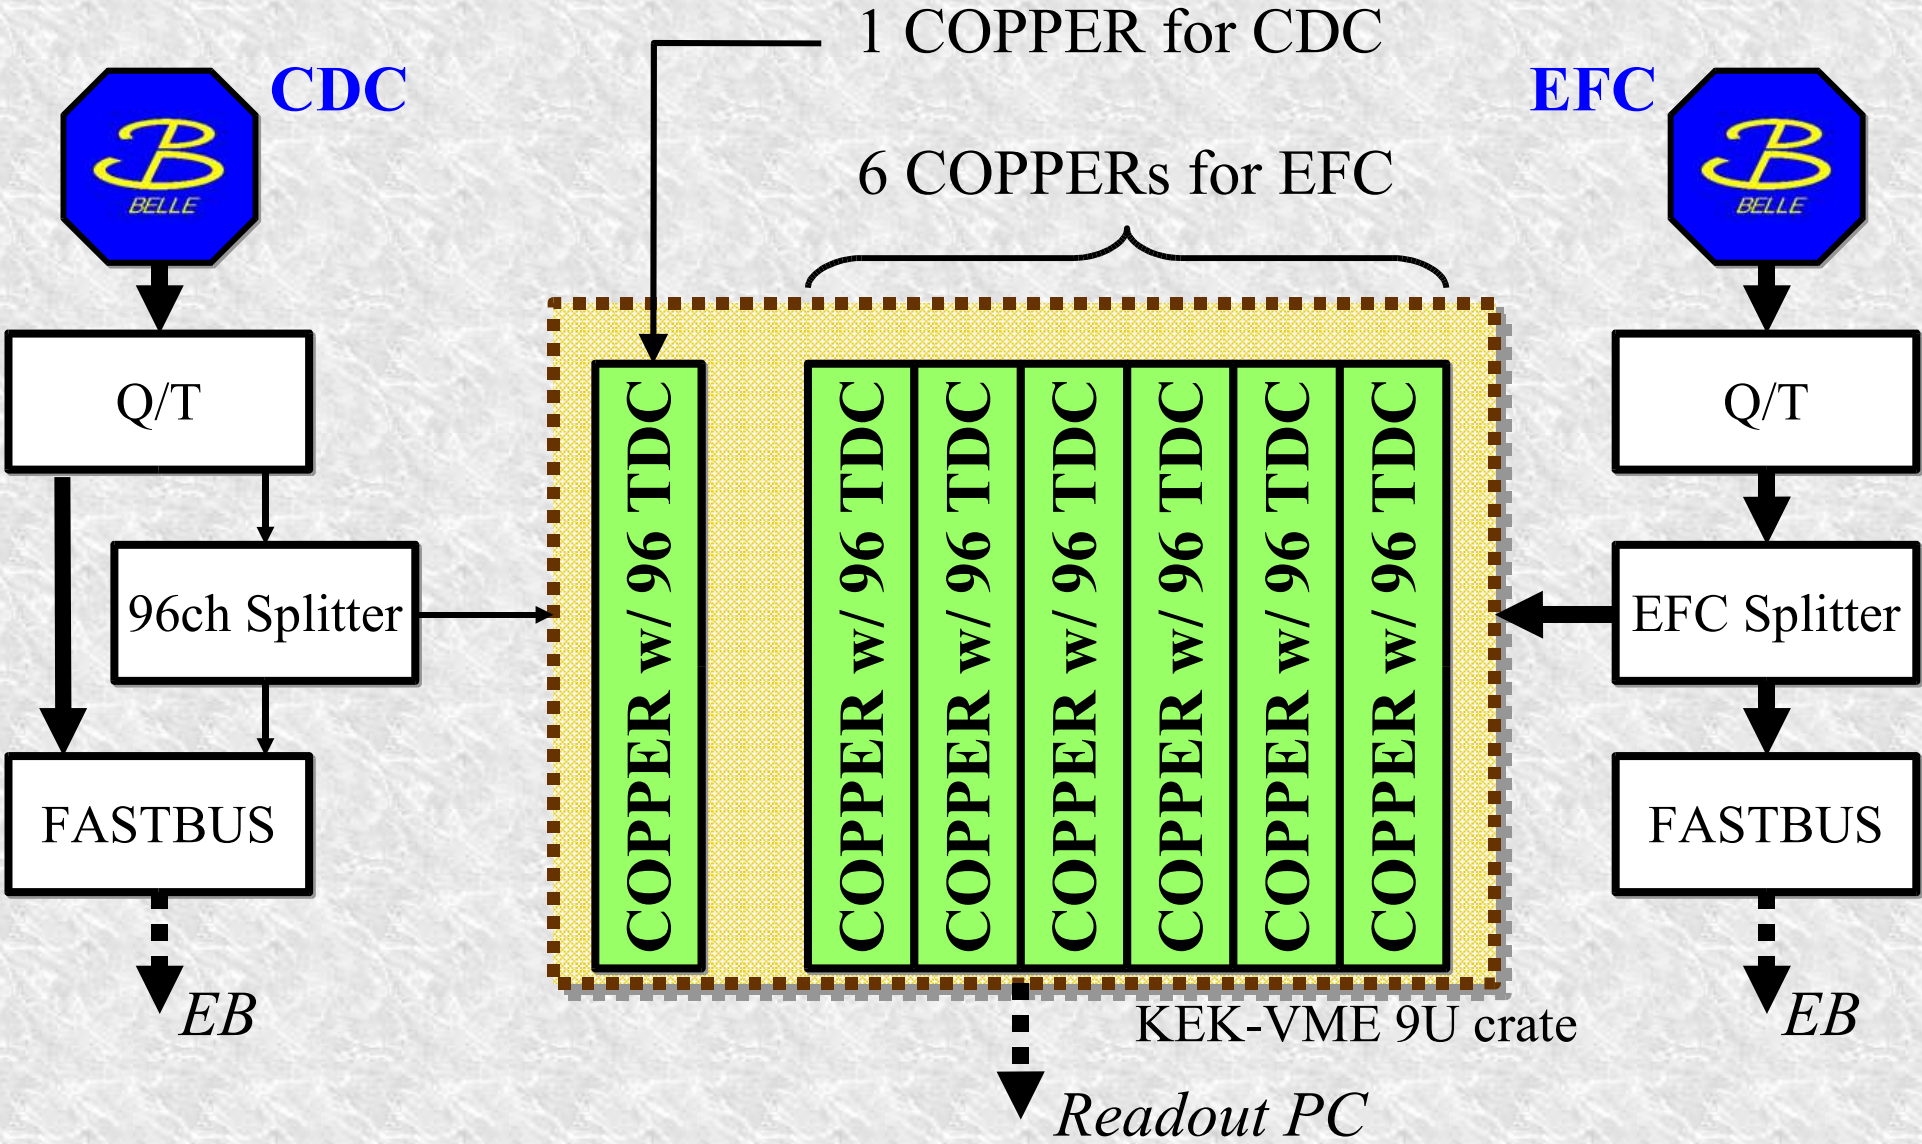 1 COPPER for CDC
CDC
EFC
BELLE
BELLE
6 COPPERs for EFC
Q/T
Q/T
COPPER w/ 96 TDC
COPPER w/ 96 TDC
COPPER w/ 96 TDC
COPPER w/ 96 TDC
COPPER w/ 96 TDC
COPPER w/ 96 TDC
COPPER w/ 96 TDC
96ch Splitter
EFC Splitter
FASTBUS
FASTBUS
EB
KEK-VME 9U crate
EB
Readout PC